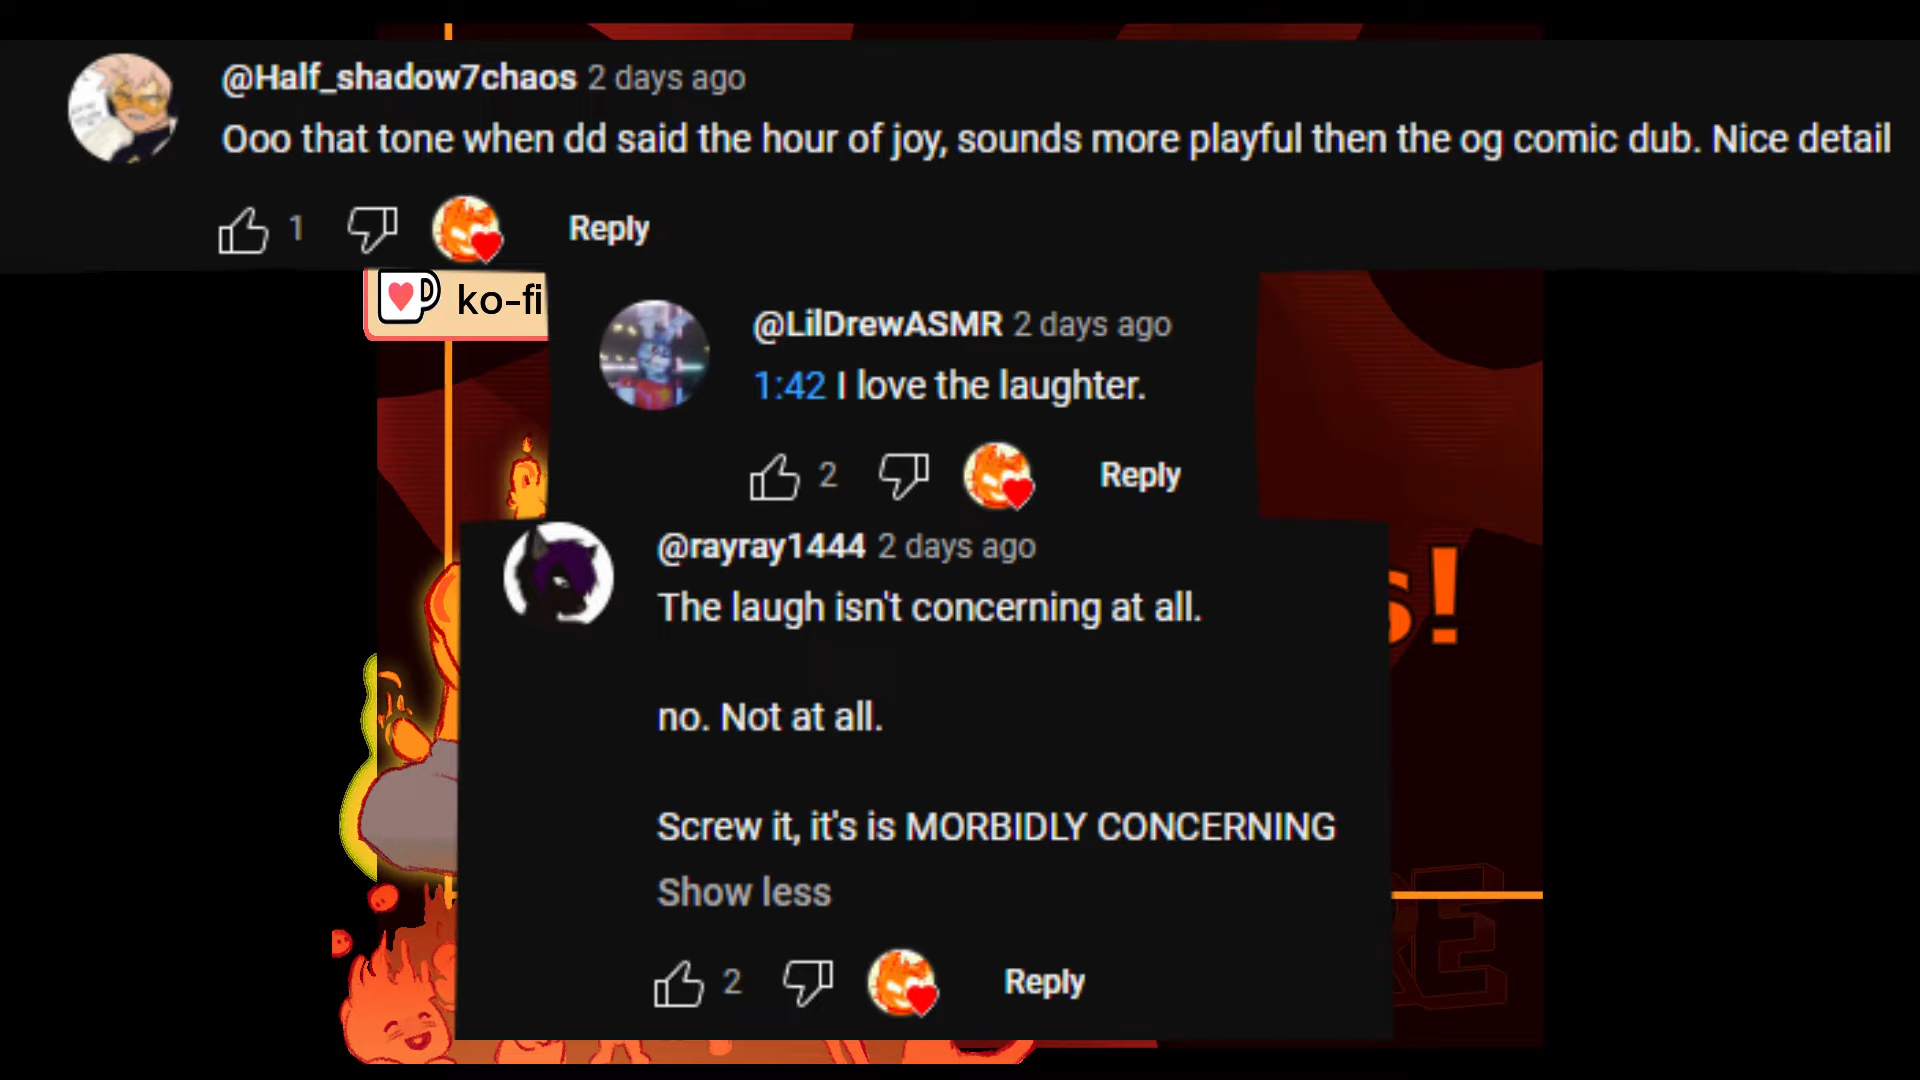 @Half_shadow7chaos 2 days ago
Ooo that tone when dd said the hour of joy, sounds more playful then the og comic dub. Nice detail
1 Reply
ko-fi
@LilDrewASMR 2 days ago
1:42 I love the laughter.
2 Reply
@rayray1444 2 days ago
The laugh isn't concerning at all.
s!
no. Not at all.
Screw it, it's is MORBIDLY CONCERNING
Show less
2 Reply